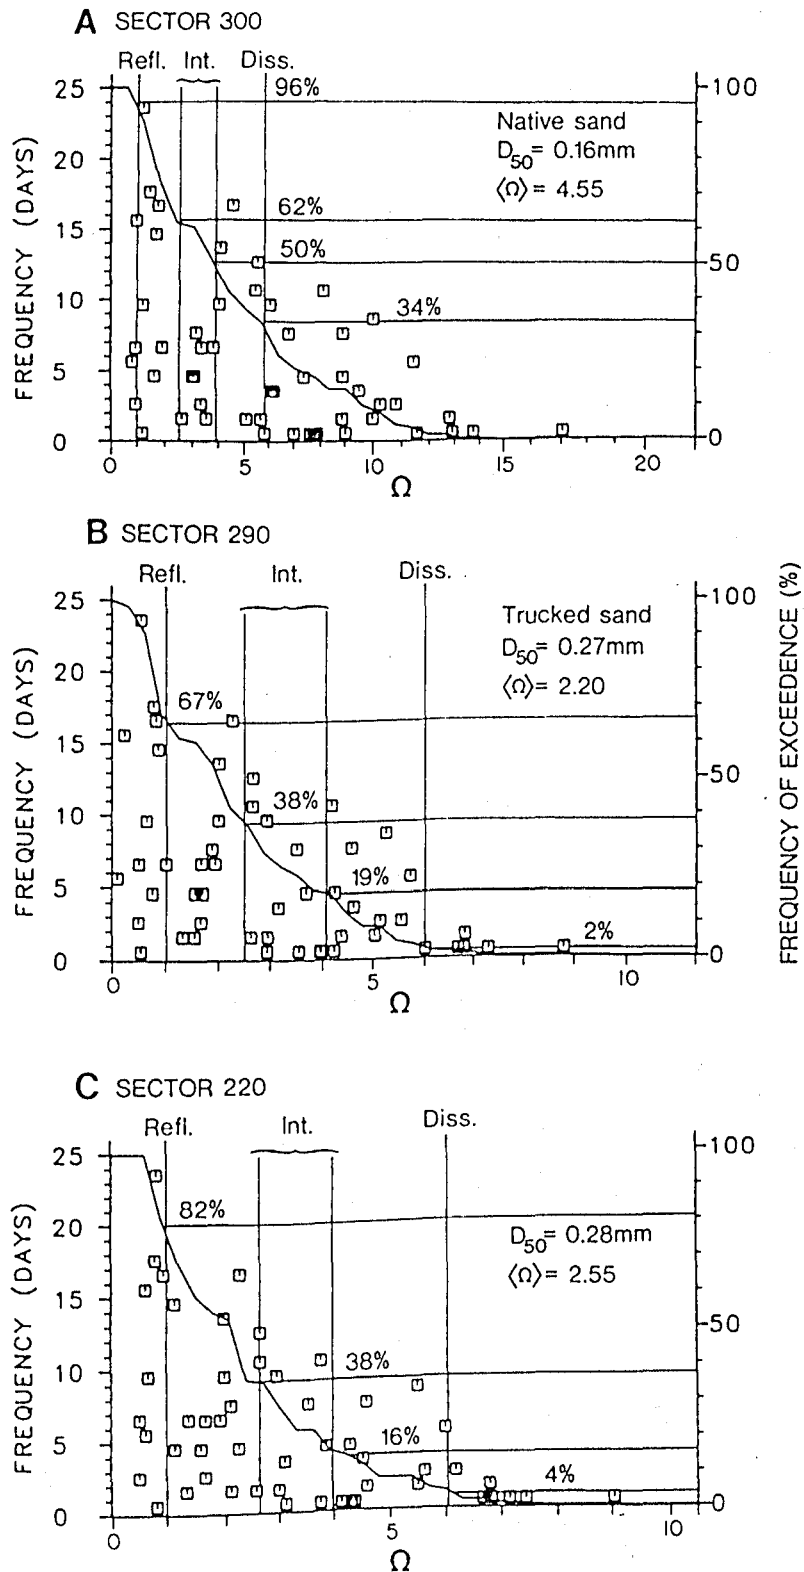 A SECTOR 300
Refl. Int. Diss.
96%
25
100
Native sand
D50= 0.16mm
⟨Ω⟩ = 4.55
20
62%
15
50%
50
10
34%
5
0
0
FREQUENCY (DAYS)
0 5 10 15 20
Ω
B SECTOR 290
Refl. Int. Diss.
25
100
Trucked sand
D50= 0.27mm
⟨Ω⟩= 2.20
20
67%
15
50
10
38%
5
19%
2%
0
0
FREQUENCY (DAYS)
FREQUENCY OF EXCEEDENCE (%)
0 5 10
Ω
C SECTOR 220
Refl. Int. Diss.
25
100
82%
20
D50= 0.28mm
⟨Ω⟩= 2.55
15
50
10
38%
5
16%
4%
0
0
FREQUENCY (DAYS)
0 5 10
Ω